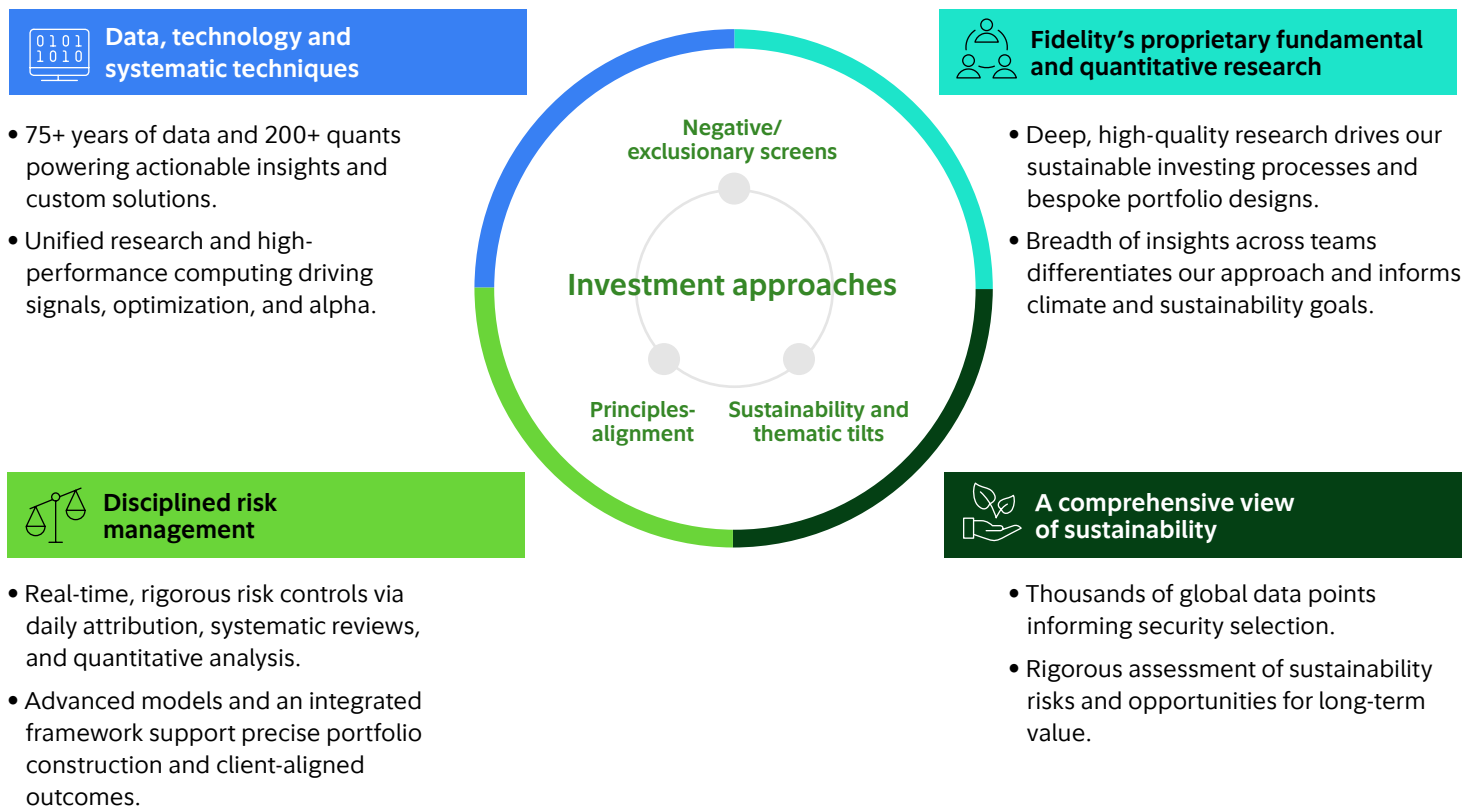 Data, technology and
systematic techniques
0101
1010
• 75+ years of data and 200+ quants
powering actionable insights and
custom solutions.
• Unified research and high-
performance computing driving
signals, optimization, and alpha.
Fidelity’s proprietary fundamental
and quantitative research
• Deep, high-quality research drives our
sustainable investing processes and
bespoke portfolio designs.
• Breadth of insights across teams
differentiates our approach and informs
climate and sustainability goals.
Negative/
exclusionary screens
Investment approaches
Principles-
alignment
Sustainability and
thematic tilts
Disciplined risk
management
• Real-time, rigorous risk controls via
daily attribution, systematic reviews,
and quantitative analysis.
• Advanced models and an integrated
framework support precise portfolio
construction and client-aligned
outcomes.
A comprehensive view
of sustainability
• Thousands of global data points
informing security selection.
• Rigorous assessment of sustainability
risks and opportunities for long-term
value.